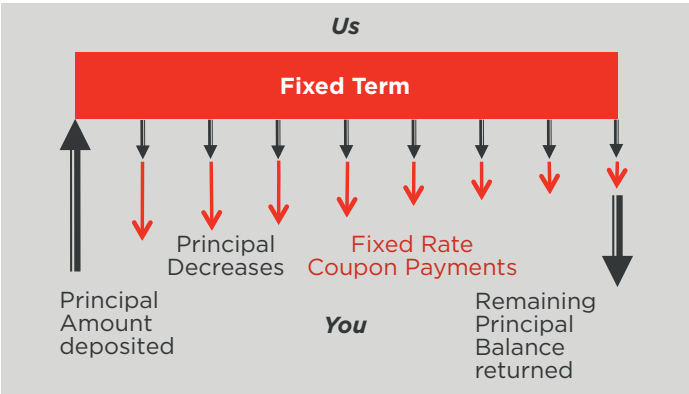 Us
Fixed Term
Principal
Decreases
Fixed Rate
Coupon Payments
Principal
Amount
deposited
You
Remaining
Principal
Balance
returned